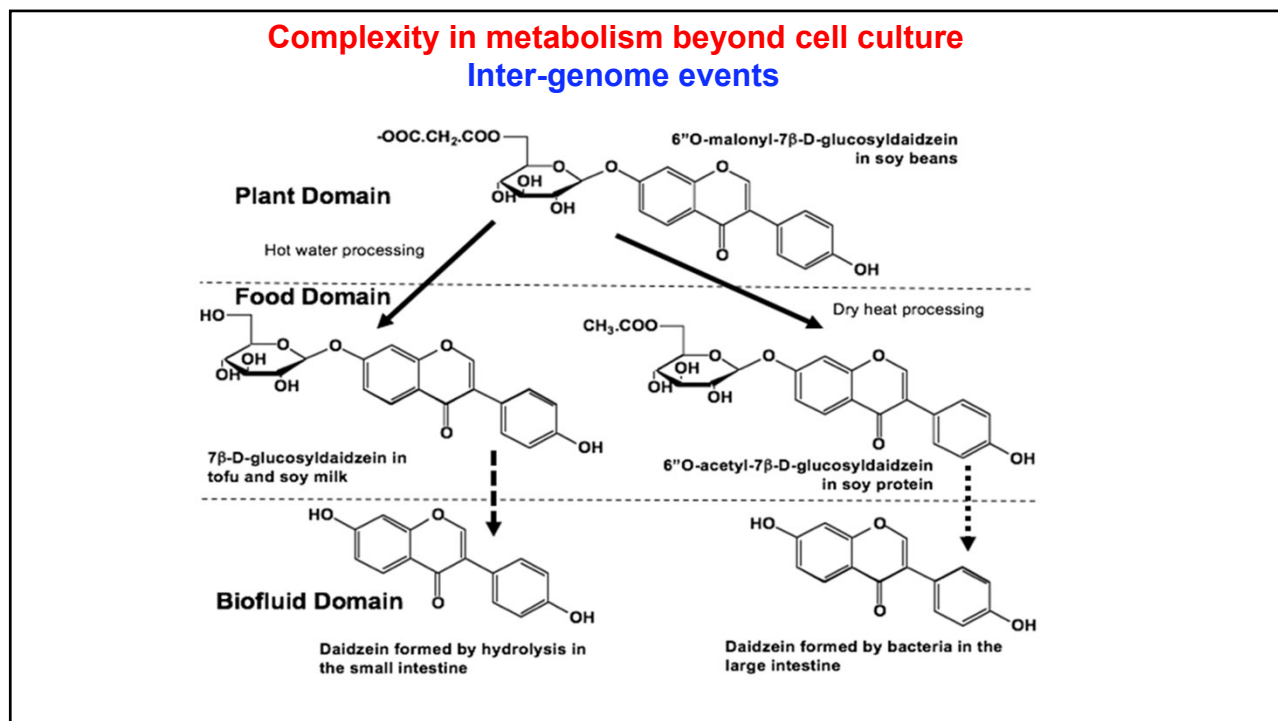 Complexity in metabolism beyond cell culture
Inter-genome events
-OOC.CH₂.COO
O
O
O
OH
OH
OH
O
OH
6”O-malonyl-7β-D-glucosyldaidzein
in soy beans
Plant Domain
Hot water processing
Food Domain
Dry heat processing
HO
O
O
O
OH
OH
OH
O
OH
7β-D-glucosyldaidzein in
tofu and soy milk
CH₃.COO
O
O
O
OH
OH
OH
O
OH
6”O-acetyl-7β-D-glucosyldaidzein
in soy protein
HO
O
O
OH
Biofluid Domain
Daidzein formed by hydrolysis in
the small intestine
HO
O
O
OH
Daidzein formed by bacteria in the
large intestine